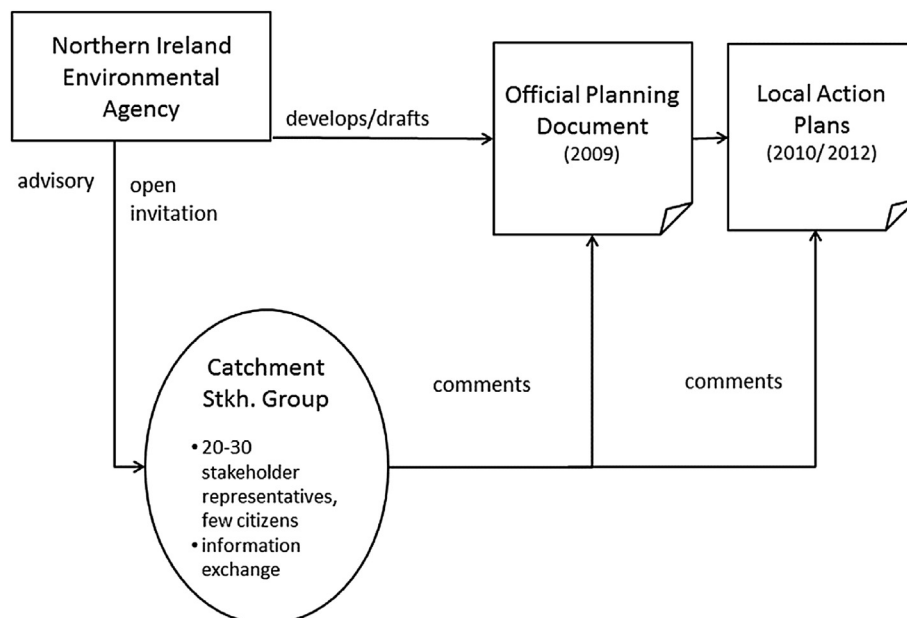 Northern Ireland
Environmental
Agency
develops/drafts
Official Planning
Document
(2009)
Local Action
Plans
(2010/2012)
advisory
open
invitation
Catchment
Stkh. Group
• 20-30
stakeholder
representatives,
few citizens
• information
exchange
comments
comments